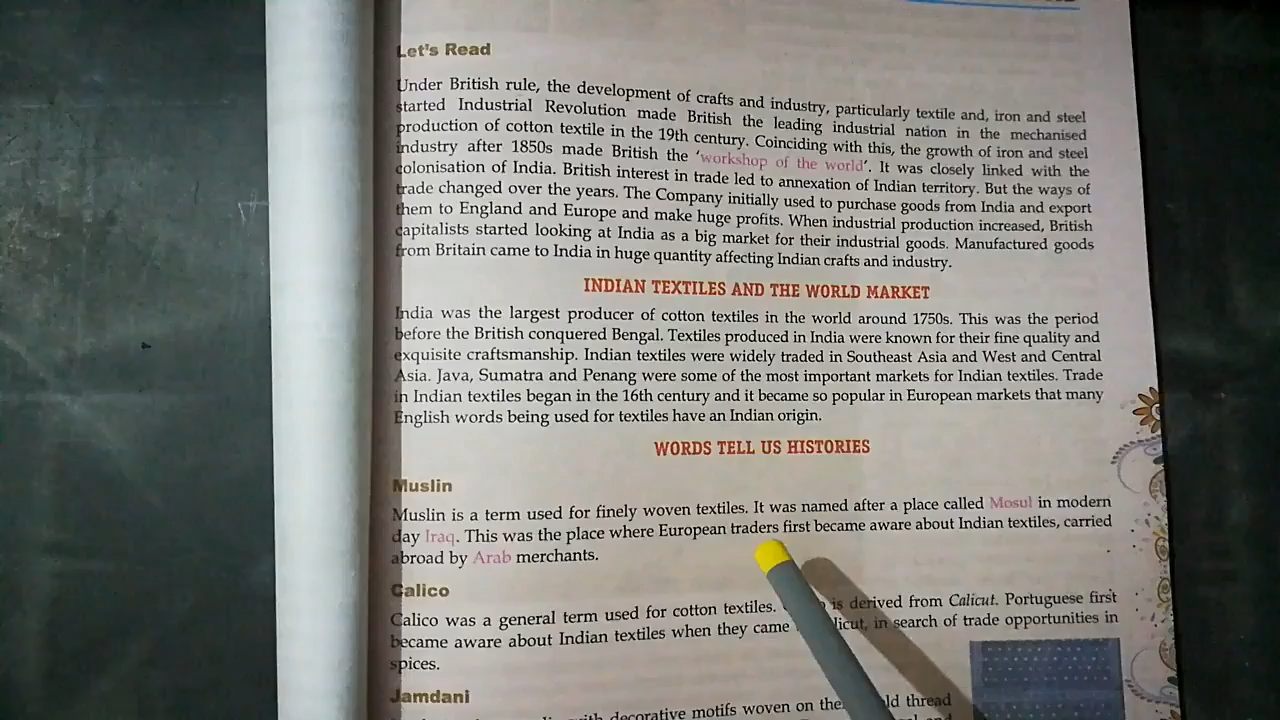 Let's Read
Under British rule, the development of crafts and industry, particularly textile and, iron and steel
started Industrial Revolution made British the leading industrial nation in the mechanised
production of cotton textile in the 19th century. Coinciding with this, the growth of iron and steel
industry after 1850s made British the 'workshop of the world'. It was closely linked with the
colonisation of India. British interest in trade led to annexation of Indian territory. But the ways of
trade changed over the years. The Company initially used to purchase goods from India and export
them to England and Europe and make huge profits. When industrial production increased, British
capitalists started looking at India as a big market for their industrial goods. Manufactured goods
from Britain came to India in huge quantity affecting Indian crafts and industry.
INDIAN TEXTILES AND THE WORLD MARKET
India was the largest producer of cotton textiles in the world around 1750s. This was the period
before the British conquered Bengal. Textiles produced in India were known for their fine quality and
exquisite craftsmanship. Indian textiles were widely traded in Southeast Asia and West and Central
Asia. Java, Sumatra and Penang were some of the most important markets for Indian textiles. Trade
in Indian textiles began in the 16th century and it became so popular in European markets that many
English words being used for textiles have an Indian origin.
WORDS TELL US HISTORIES
Muslin
Muslin is a term used for finely woven textiles. It was named after a place called Mosul in modern
day Iraq. This was the place where European traders first became aware about Indian textiles, carried
abroad by Arab merchants.
Calico
Calico was a general term used for cotton textiles. is derived from Calicut. Portuguese first
became aware about Indian textiles when they came in search of trade opportunities in
spices.
Jamdani
with decorative motifs woven on the thread